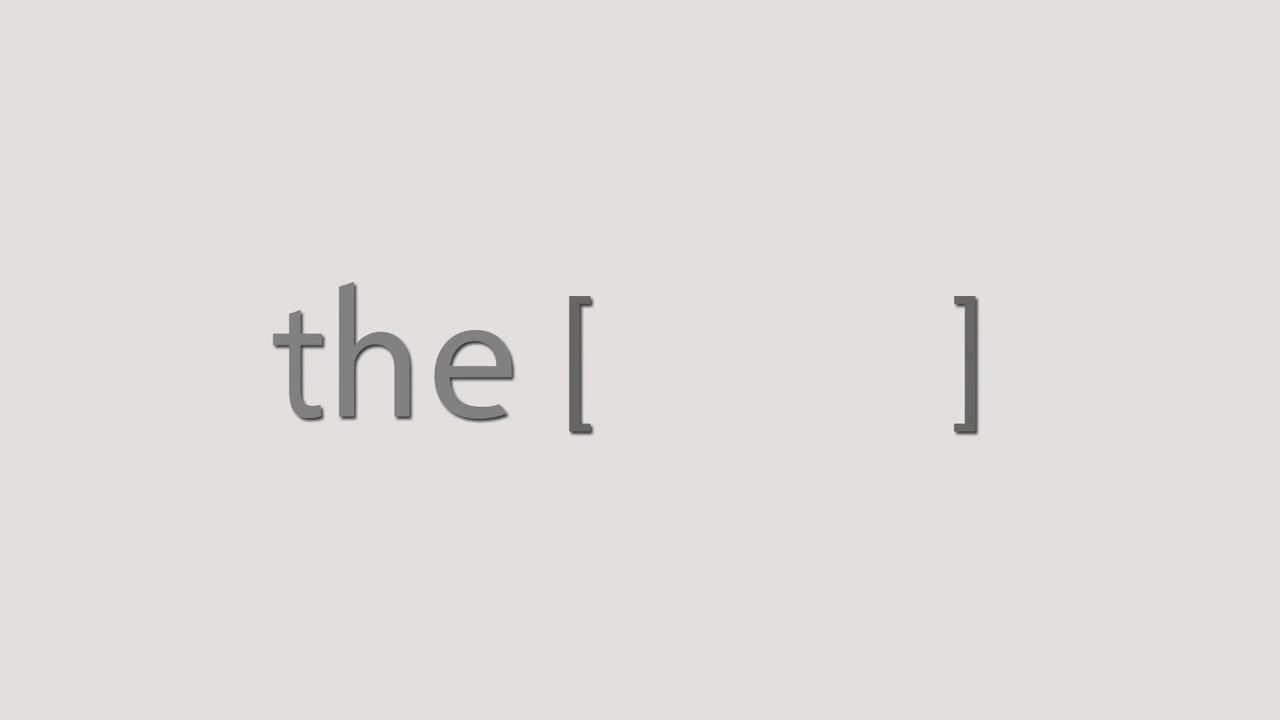 the [ ]